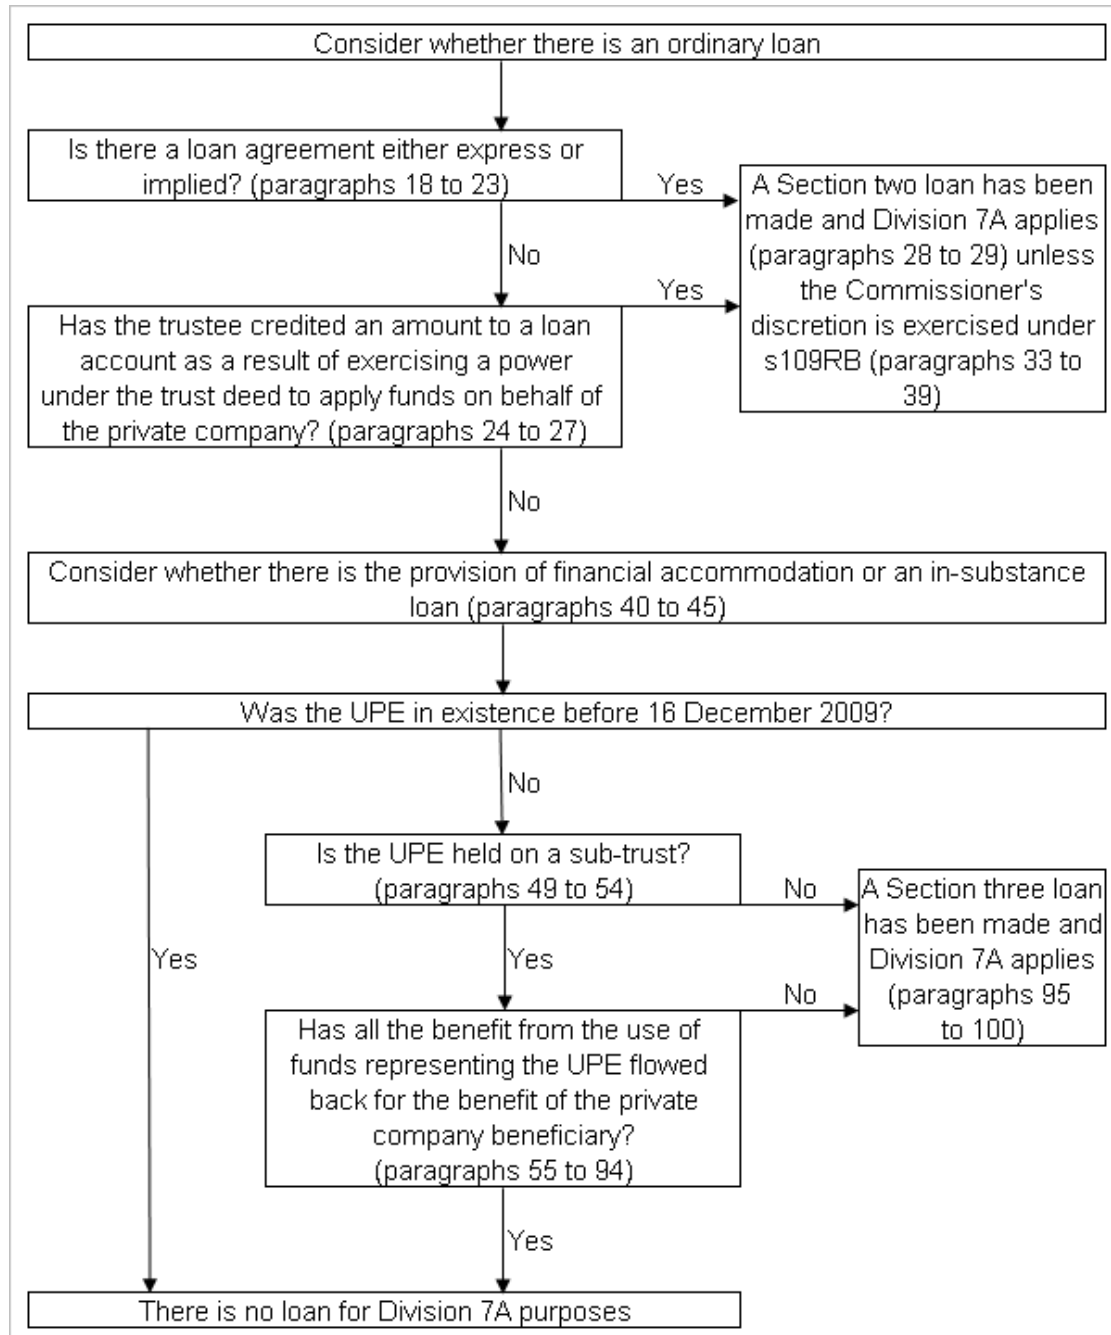 Consider whether there is an ordinary loan
Is there a loan agreement either express or
implied? (paragraphs 18 to 23)
Yes
A Section two loan has been
made and Division 7A applies
(paragraphs 28 to 29) unless
the Commissioner's
discretion is exercised under
s109RB (paragraphs 33 to
39)
No
Yes
Has the trustee credited an amount to a loan
account as a result of exercising a power
under the trust deed to apply funds on behalf of
the private company? (paragraphs 24 to 27)
No
Consider whether there is the provision of financial accommodation or an in-substance
loan (paragraphs 40 to 45)
Was the UPE in existence before 16 December 2009?
No
Is the UPE held on a sub-trust?
(paragraphs 49 to 54)
No
A Section three loan
has been made and
Division 7A applies
(paragraphs 95
to 100)
Yes
Yes
No
Has all the benefit from the use of
funds representing the UPE flowed
back for the benefit of the private
company beneficiary?
(paragraphs 55 to 94)
Yes
There is no loan for Division 7A purposes